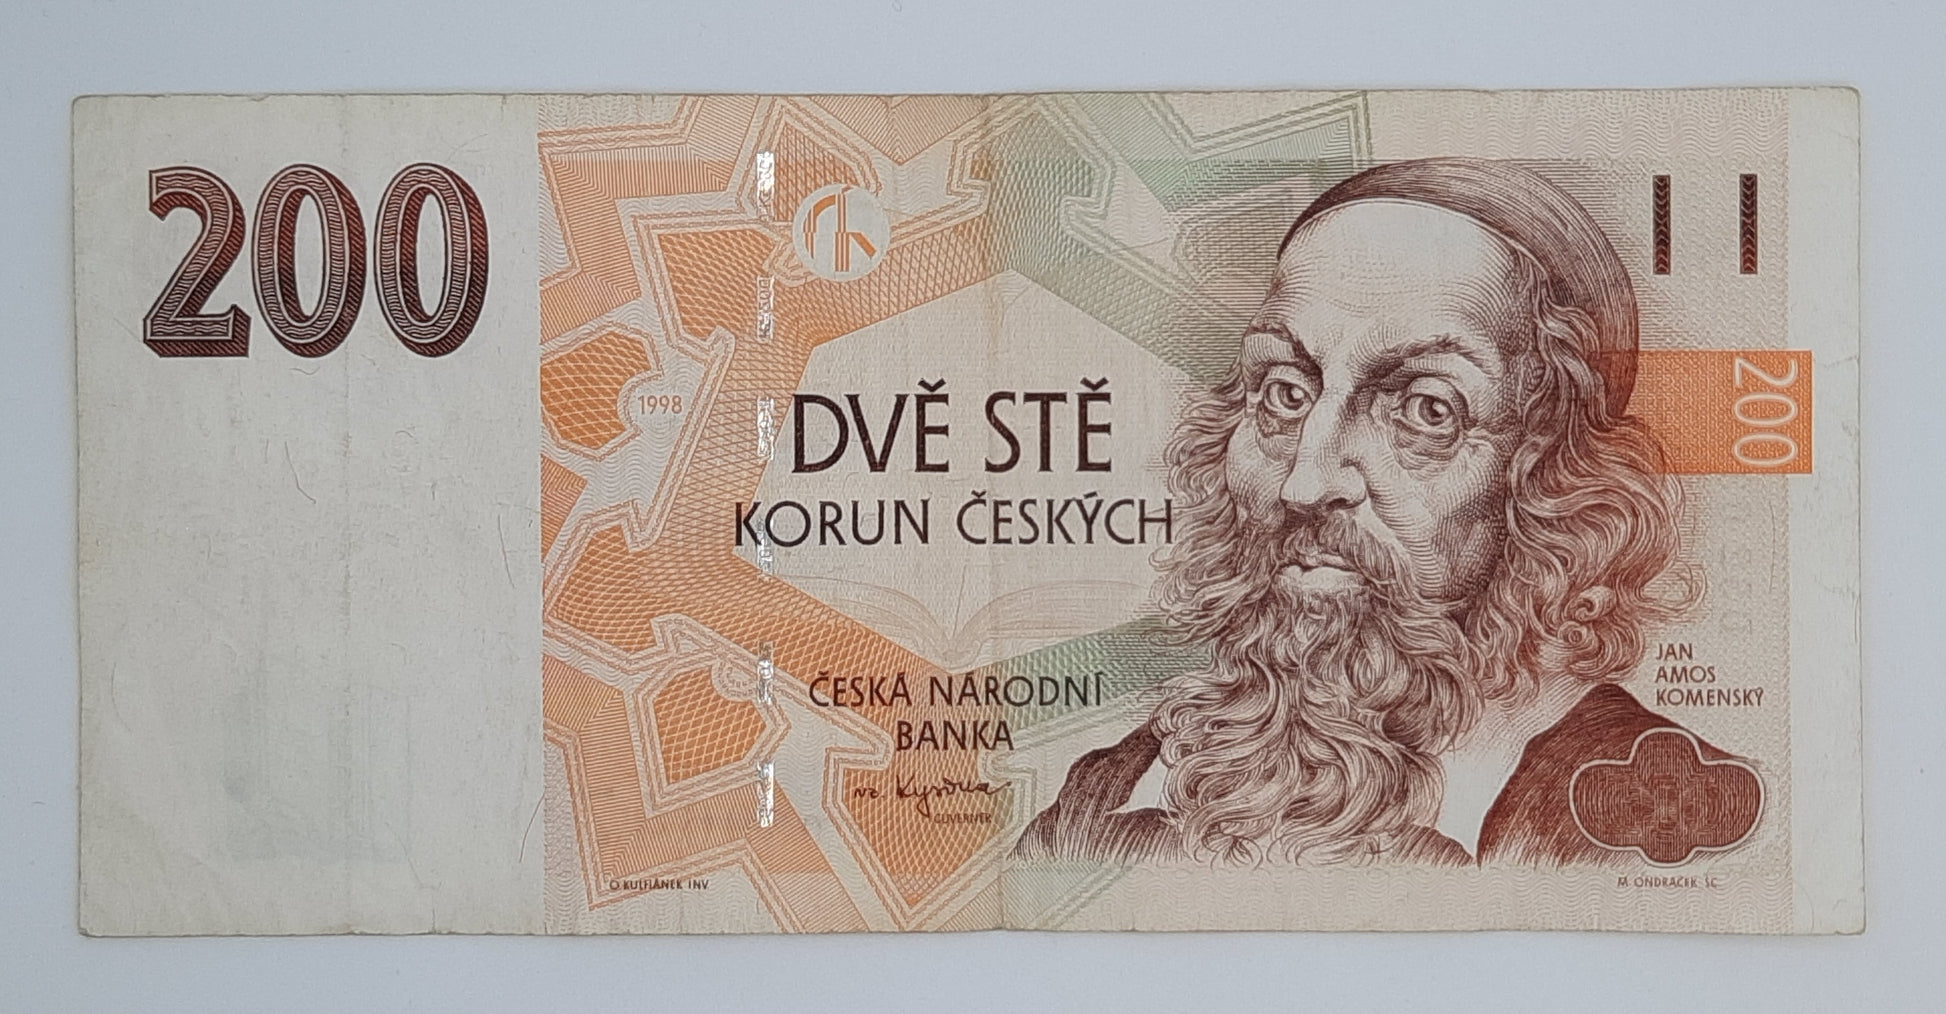 200
1998
DVĚ STĚ
KORUN ČESKÝCH
ČESKÁ NÁRODNÍ
BANKA
GUVERNÉR
O KULHÁNEK INV
200
JAN
AMOS
KOMENSKÝ
M ONDRÁČEK SC